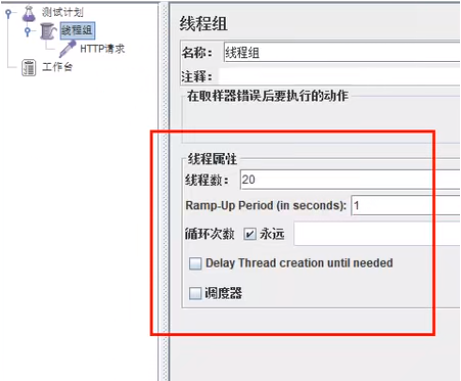 测试计划
线程组
HTTP请求
工作台
线程组
名称： 线程组
注释：
在取样器错误后要执行的动作
线程属性
线程数： 20
Ramp-Up Period (in seconds): 1
循环次数 永远
Delay Thread creation until needed
调度器